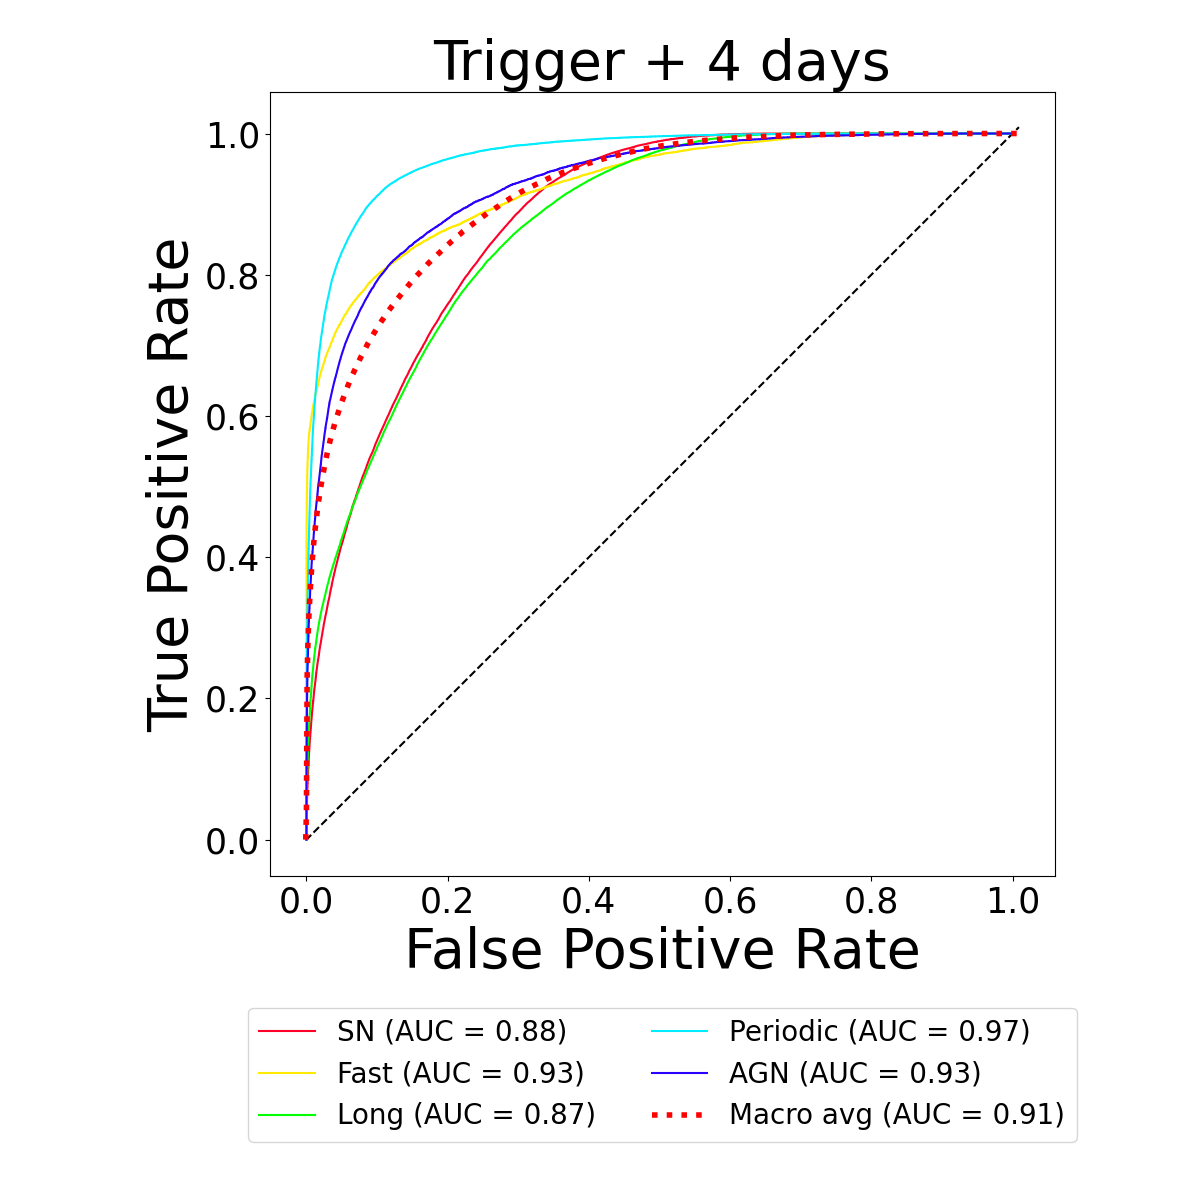 Trigger + 4 days
True Positive Rate
1.0
0.8
0.6
0.4
0.2
0.0
0.0 0.2 0.4 0.6 0.8 1.0
False Positive Rate
SN (AUC = 0.88)
Fast (AUC = 0.93)
Long (AUC = 0.87)
Periodic (AUC = 0.97)
AGN (AUC = 0.93)
Macro avg (AUC = 0.91)